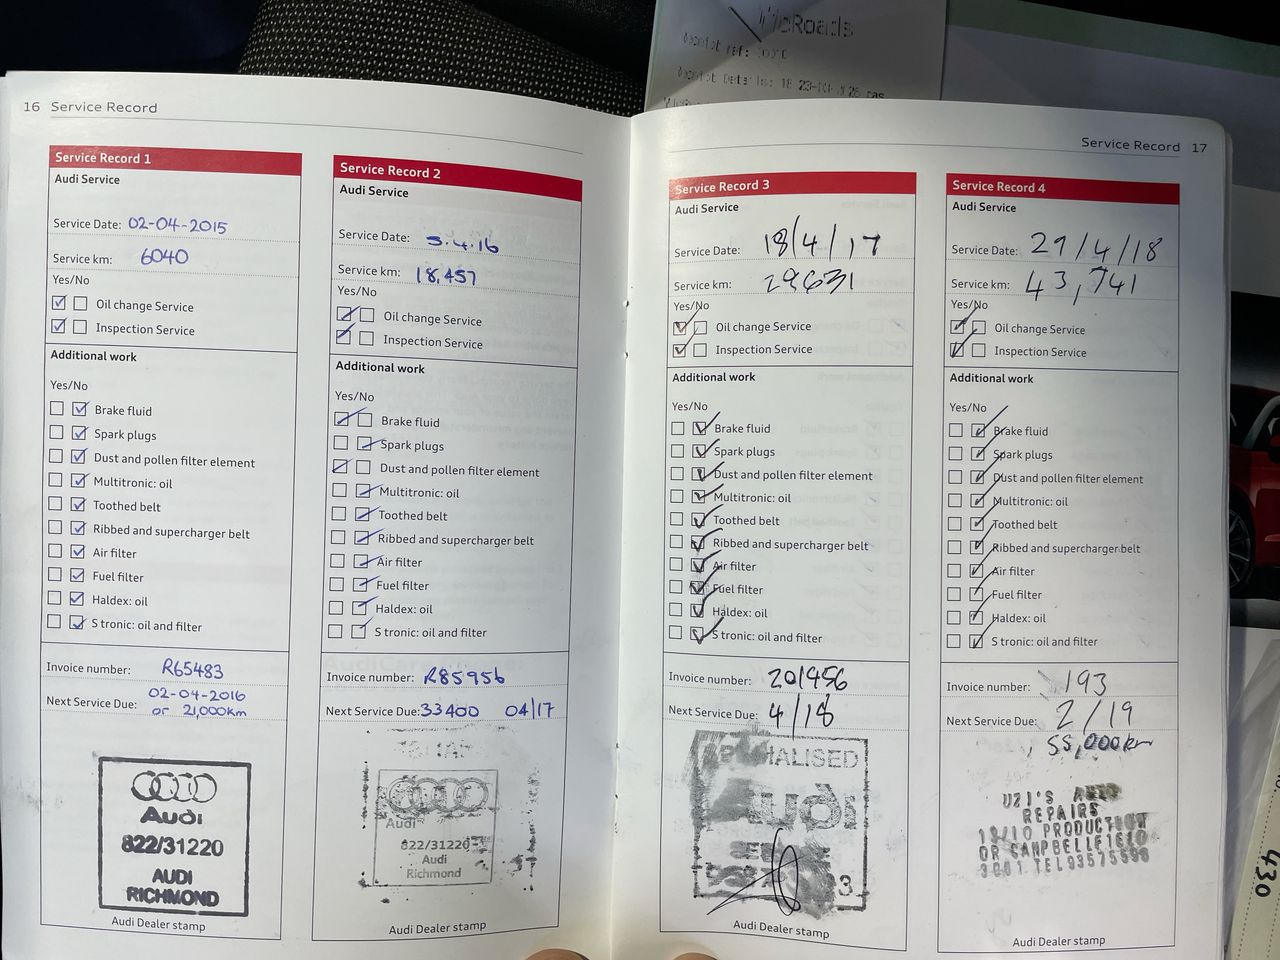 VicRoads
16 Service Record
Service Record 1
Audi Service
Service Date: 02-04-2015
Service km: 6040
Yes/No
Oil change Service
Inspection Service
Additional work
Yes/No
Brake fluid
Spark plugs
Dust and pollen filter element
Multitronic: oil
Toothed belt
Ribbed and supercharger belt
Air filter
Fuel filter
Haldex: oil
S tronic: oil and filter
Invoice number: R65483
Next Service Due: 02-04-2016
or 21,000km
Audi
822/31220
AUDI
RICHMOND
Audi Dealer stamp
Service Record 2
Audi Service
Service Date: 5.4.16
Service km: 18,457
Yes/No
Oil change Service
Inspection Service
Additional work
Yes/No
Brake fluid
Spark plugs
Dust and pollen filter element
Multitronic: oil
Toothed belt
Ribbed and supercharger belt
Air filter
Fuel filter
Haldex: oil
S tronic: oil and filter
Invoice number: R85956
Next Service Due: 33400 04/17
Audi
822/31220
Audi
Richmond
Audi Dealer stamp
Service Record 17
Service Record 3
Audi Service
Service Date: 18/4/17
Service km: 29631
Yes/No
Oil change Service
Inspection Service
Additional work
Yes/No
Brake fluid
Spark plugs
Dust and pollen filter element
Multitronic: oil
Toothed belt
Ribbed and supercharger belt
Air filter
Fuel filter
Haldex: oil
S tronic: oil and filter
Invoice number: 201956
Next Service Due: 4/18
Audi
3
Audi Dealer stamp
Service Record 4
Audi Service
Service Date: 29/4/18
Service km: 43,741
Yes/No
Oil change Service
Inspection Service
Additional work
Yes/No
Brake fluid
Spark plugs
Dust and pollen filter element
Multitronic: oil
Toothed belt
Ribbed and supercharger belt
Air filter
Fuel filter
Haldex: oil
S tronic: oil and filter
Invoice number: 193
Next Service Due: 2/19
55,000km
UZI'S AUTO
REPAIRS
DR CAMPBELLFIELD
3061 TEL
Audi Dealer stamp
430